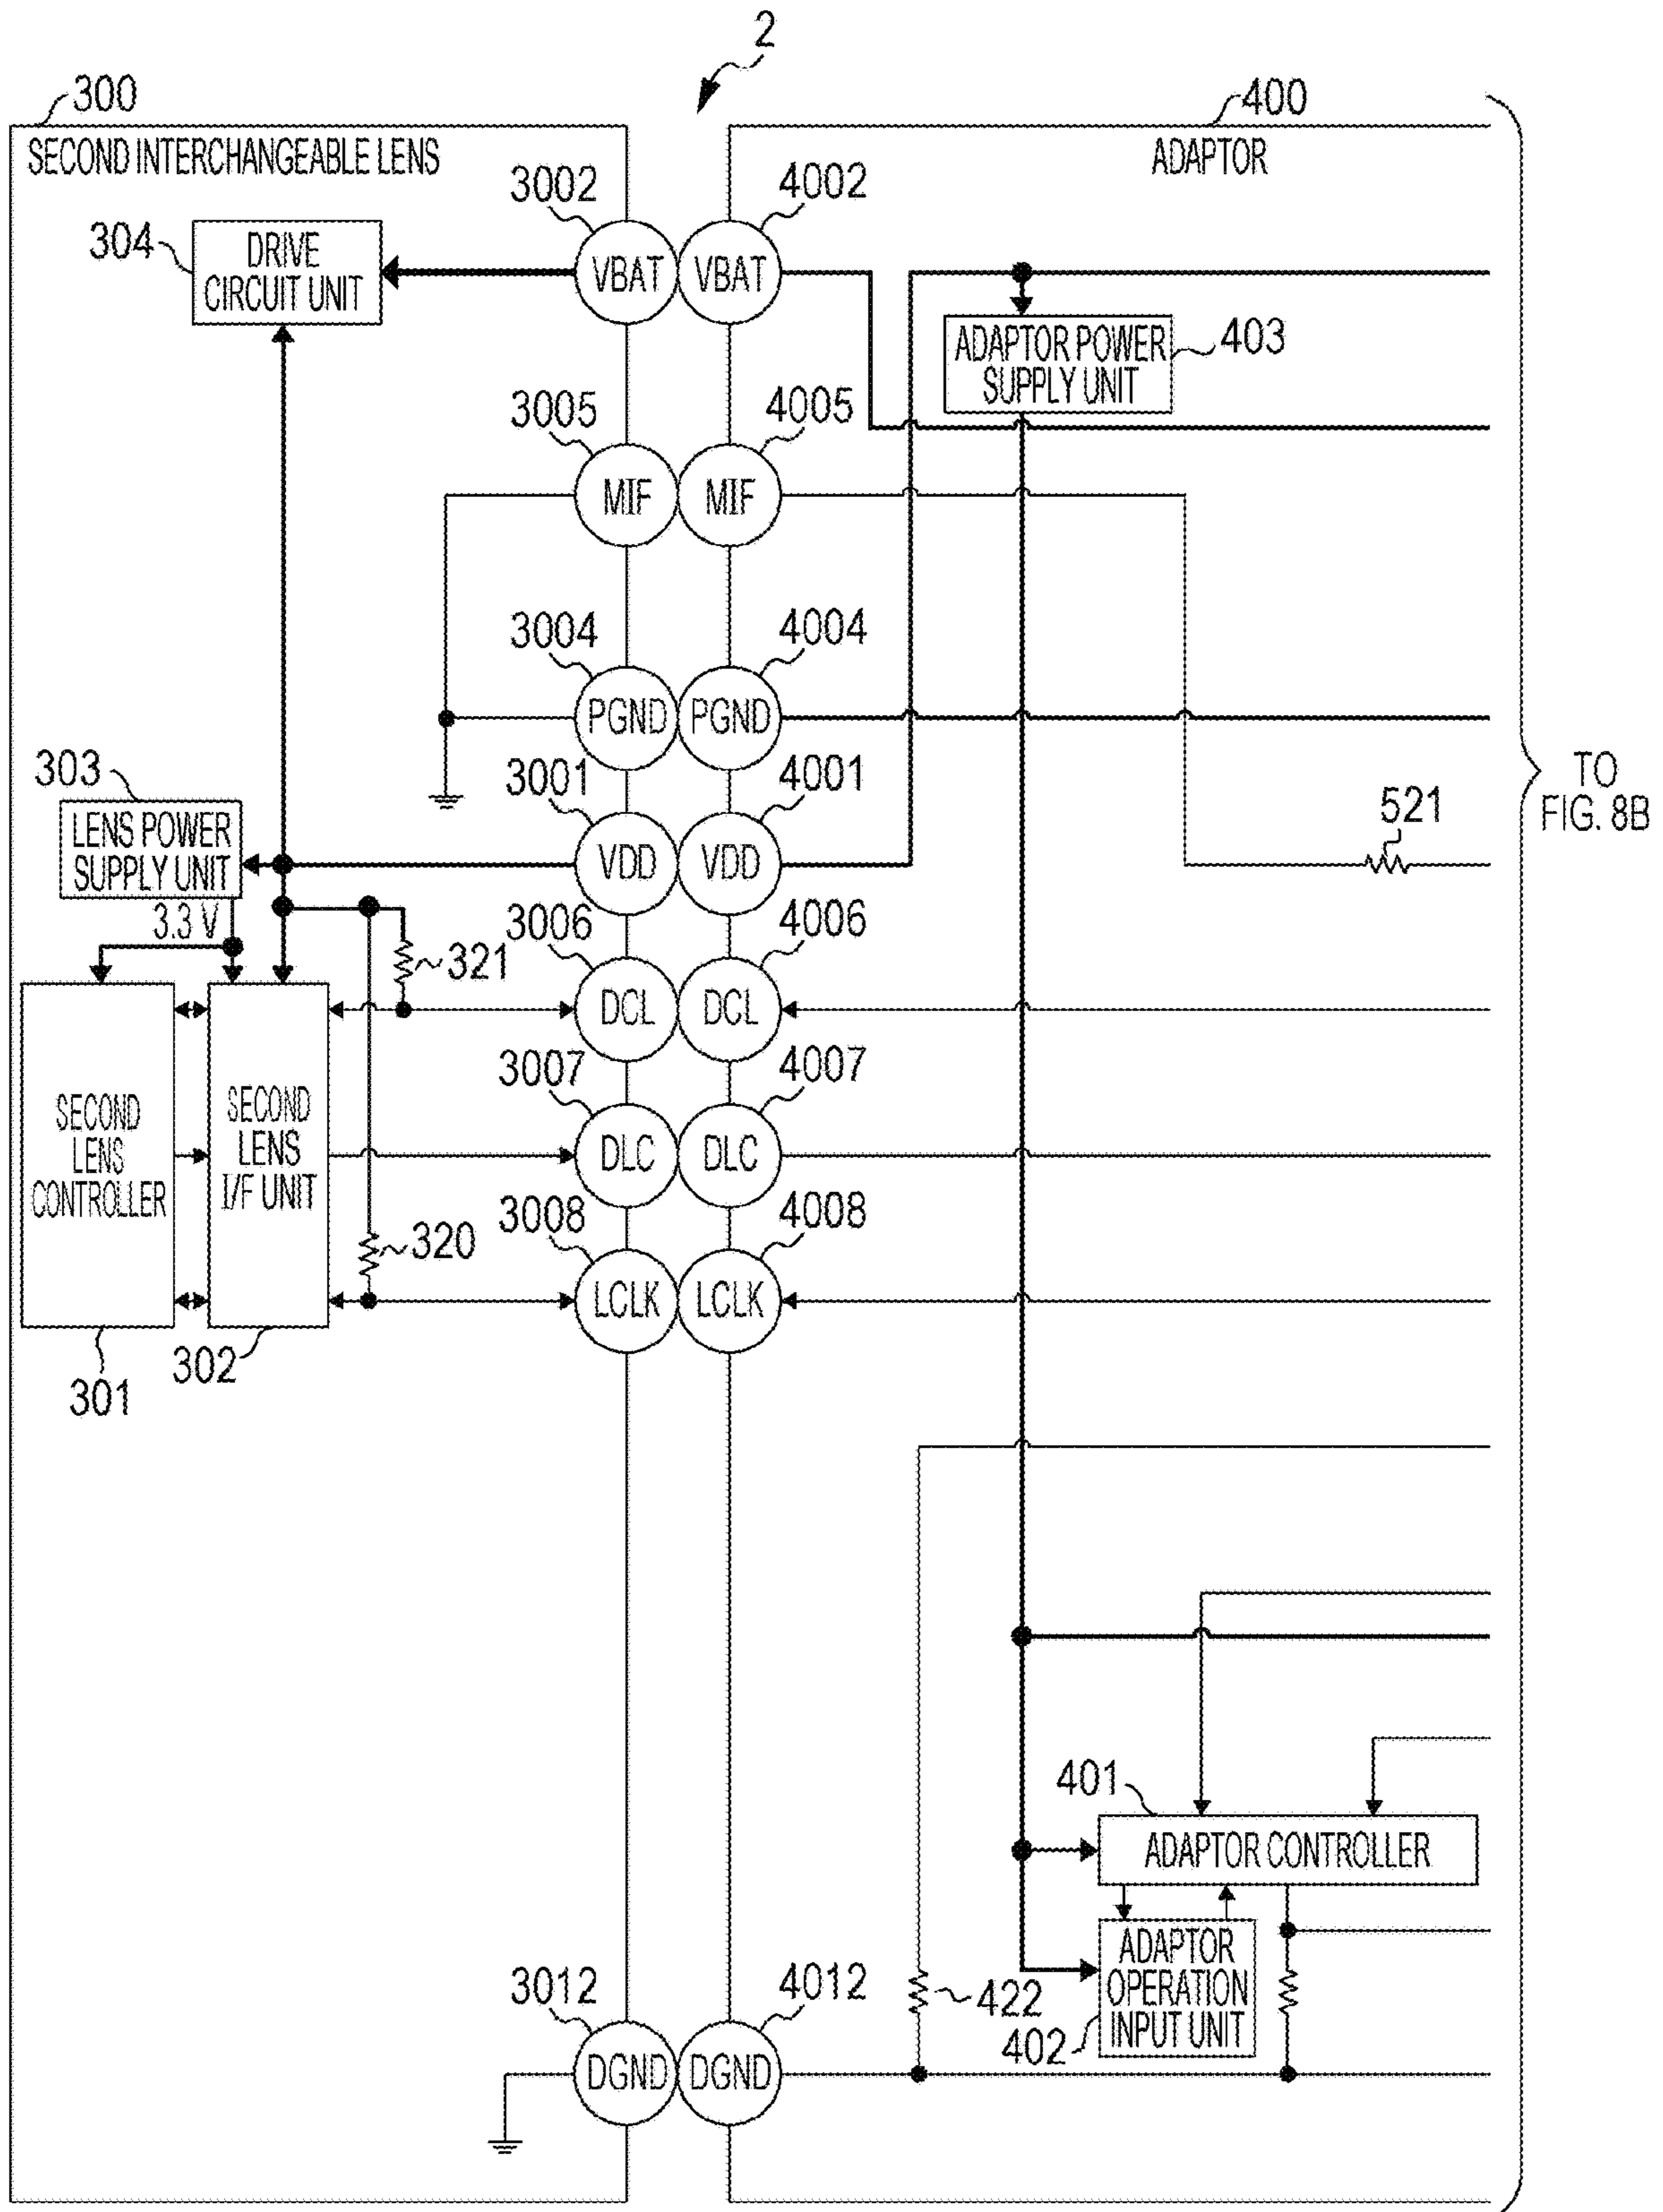 2
300
400
SECOND INTERCHANGEABLE LENS
ADAPTOR
3002
4002
304
DRIVE
CIRCUIT UNIT
VBAT
VBAT
ADAPTOR POWER
SUPPLY UNIT
403
3005
4005
MIF
MIF
3004
4004
PGND
PGND
303
3001
4001
LENS POWER
SUPPLY UNIT
VDD
VDD
521
TO
FIG. 8B
3.3 V
3006
4006
321
DCL
DCL
3007
4007
SECOND
LENS
CONTROLLER
SECOND
LENS
I/F UNIT
DLC
DLC
3008
4008
320
LCLK
LCLK
301
302
401
ADAPTOR CONTROLLER
ADAPTOR
OPERATION
INPUT UNIT
3012
4012
422
402
DGND
DGND